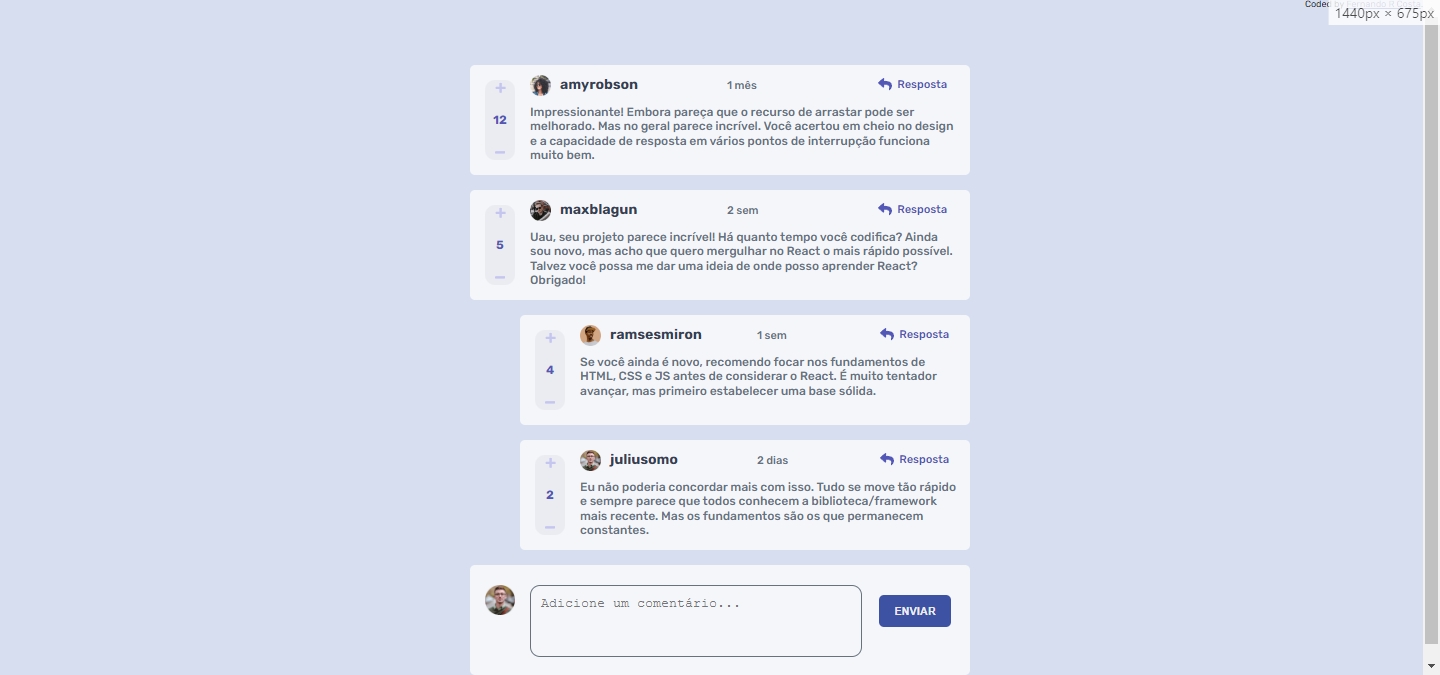 Coded by
1440px × 675px
+ amyrobson 1 mês Resposta
12
−
Impressionante! Embora pareça que o recurso de arrastar pode ser
melhorado. Mas no geral parece incrível. Você acertou em cheio no design
e a capacidade de resposta em vários pontos de interrupção funciona
muito bem.
+ maxblagun 2 sem Resposta
5
−
Uau, seu projeto parece incrível! Há quanto tempo você codifica? Ainda
sou novo, mas acho que quero mergulhar no React o mais rápido possível.
Talvez você possa me dar uma ideia de onde posso aprender React?
Obrigado!
+ ramsesmiron 1 sem Resposta
4
−
Se você ainda é novo, recomendo focar nos fundamentos de
HTML, CSS e JS antes de considerar o React. É muito tentador
avançar, mas primeiro estabelecer uma base sólida.
+ juliusomo 2 dias Resposta
2
−
Eu não poderia concordar mais com isso. Tudo se move tão rápido
e sempre parece que todos conhecem a biblioteca/framework
mais recente. Mas os fundamentos são os que permanecem
constantes.
Adicione um comentário...
ENVIAR